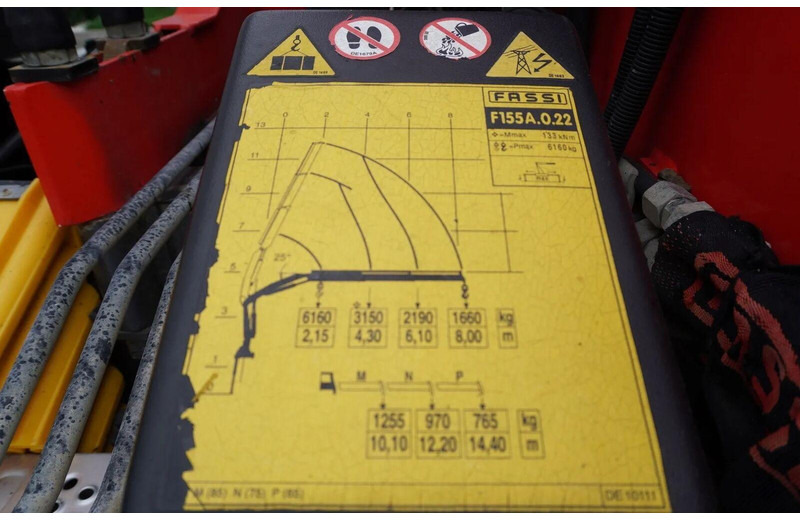 FASSI
F155A.0.22
=Mmax 133 kNm
=Pmax 6160 kg
0 2 4 6 8
13
11
9
7
5
25°
3
1
6160 3150 2190 1660 kg
2,15 4,30 6,10 8,00 m
M N P
1255 970 765 kg
10,10 12,20 14,40 m
M (85) N (75) P (65)
DE10111